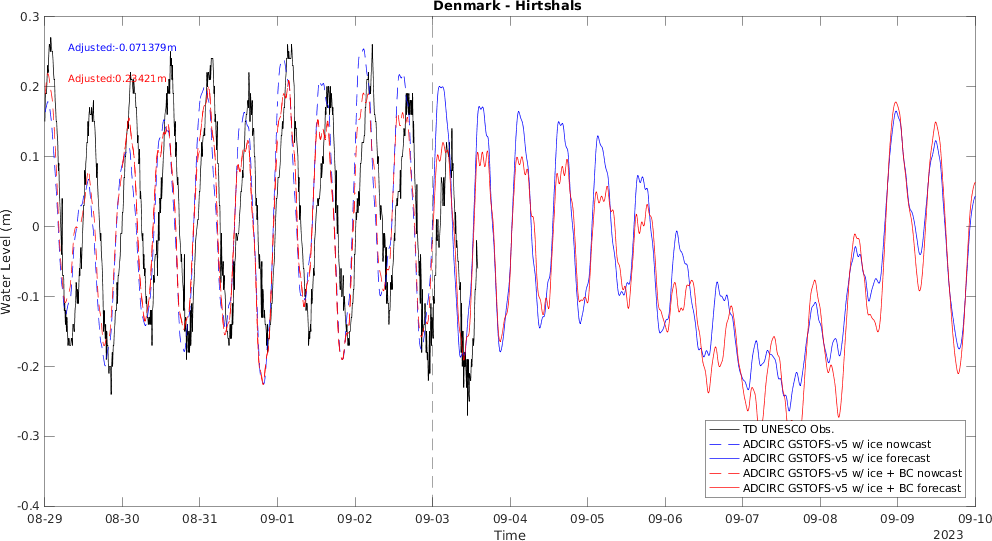 Denmark - Hirtshals
0.3
0.2
0.1
0
-0.1
-0.2
-0.3
-0.4
Water Level (m)
Adjusted:-0.071379m
Adjusted:0.23421m
TD UNESCO Obs.
ADCIRC GSTOFS-v5 w/ ice nowcast
ADCIRC GSTOFS-v5 w/ ice forecast
ADCIRC GSTOFS-v5 w/ ice + BC nowcast
ADCIRC GSTOFS-v5 w/ ice + BC forecast
08-29 08-30 08-31 09-01 09-02 09-03 09-04 09-05 09-06 09-07 09-08 09-09 09-10
Time
2023